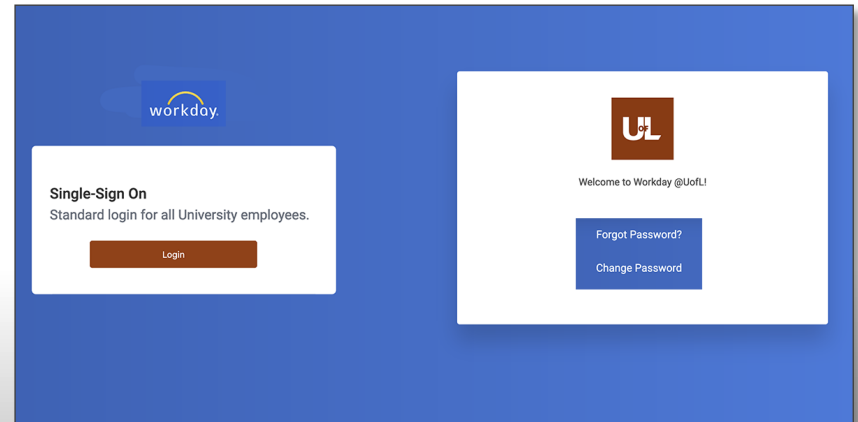 workday.
Single-Sign On
Standard login for all University employees.
Login
UofL
Welcome to Workday @UofL!
Forgot Password?
Change Password